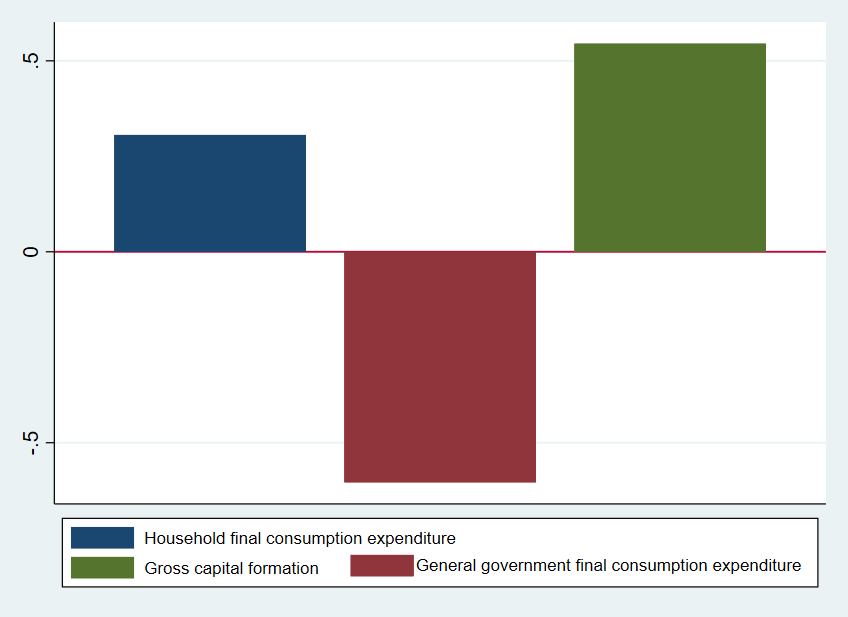 .5
0
-.5
Household final consumption expenditure
Gross capital formation General government final consumption expenditure